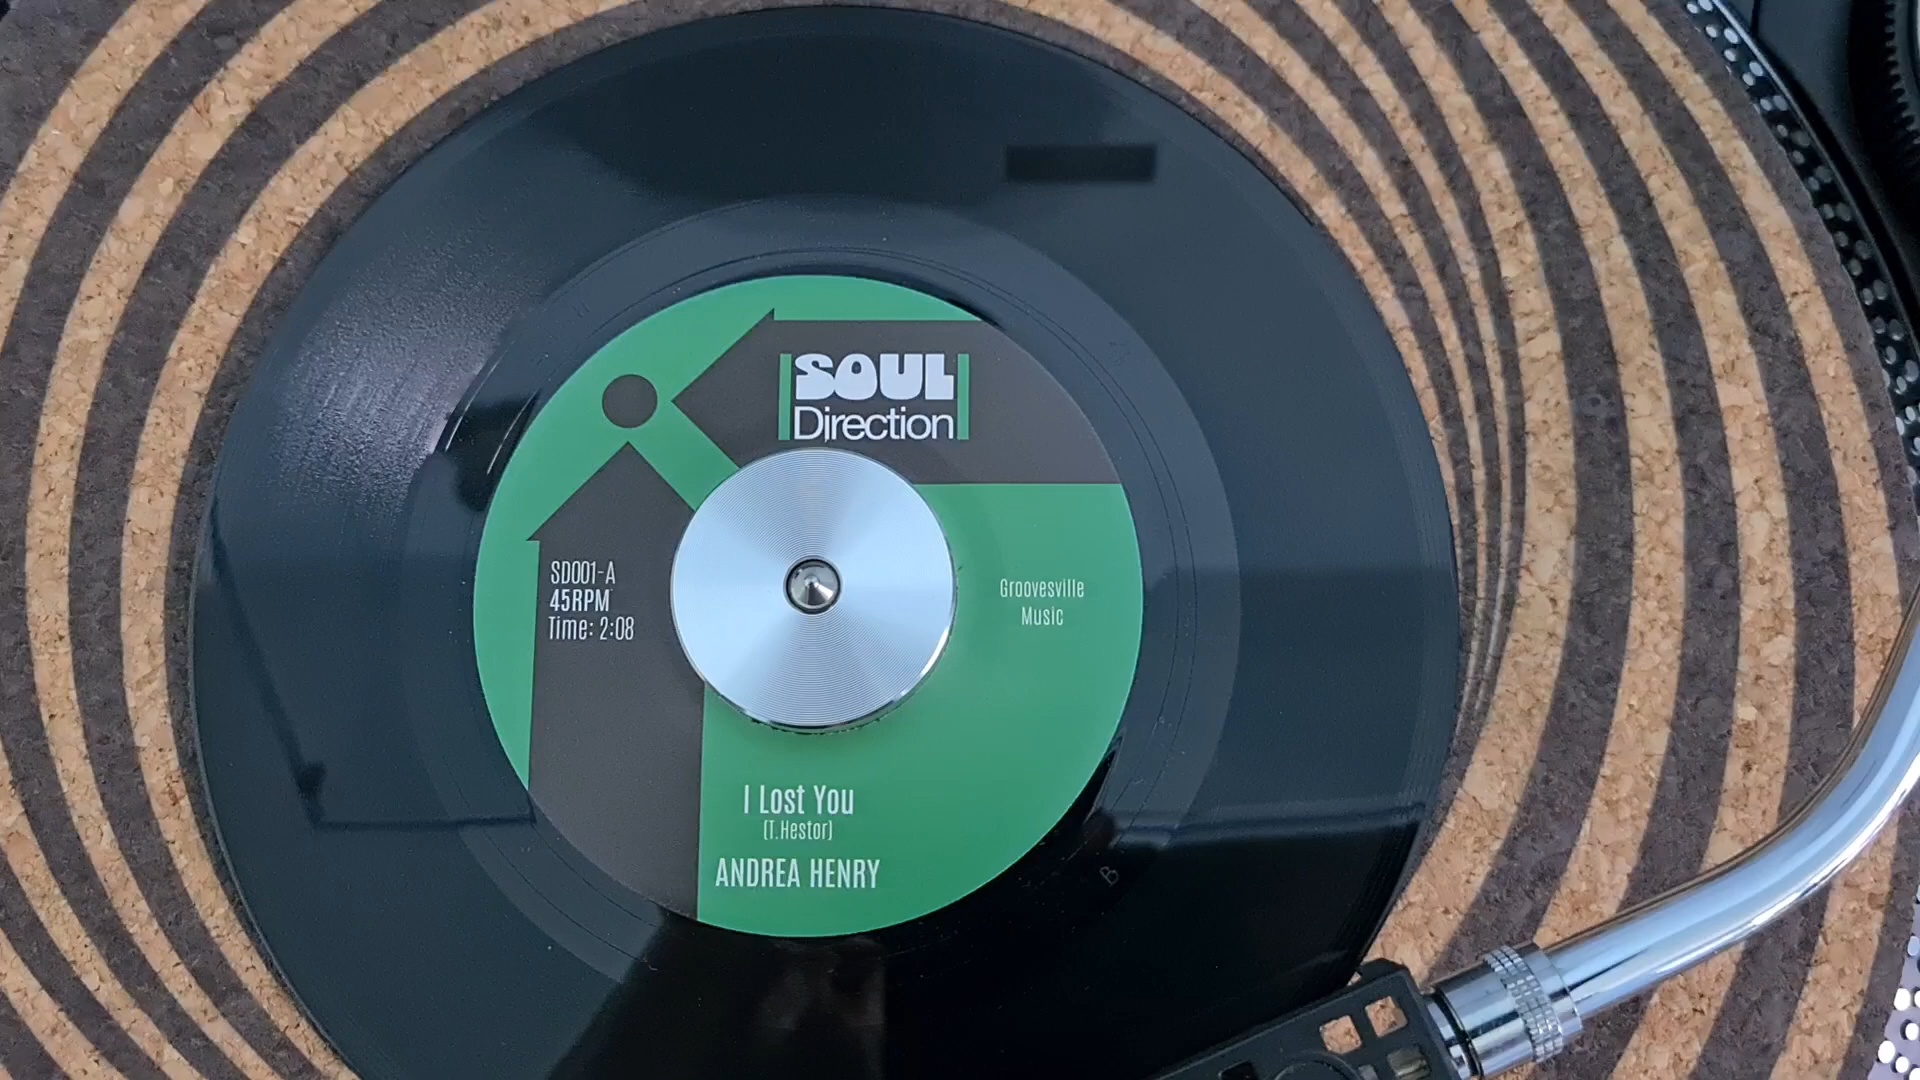 SOUL
Direction
SD001-A
45RPM
Time: 2:08
Groovesville
Music
I Lost You
(T.Hestor)
ANDREA HENRY
B